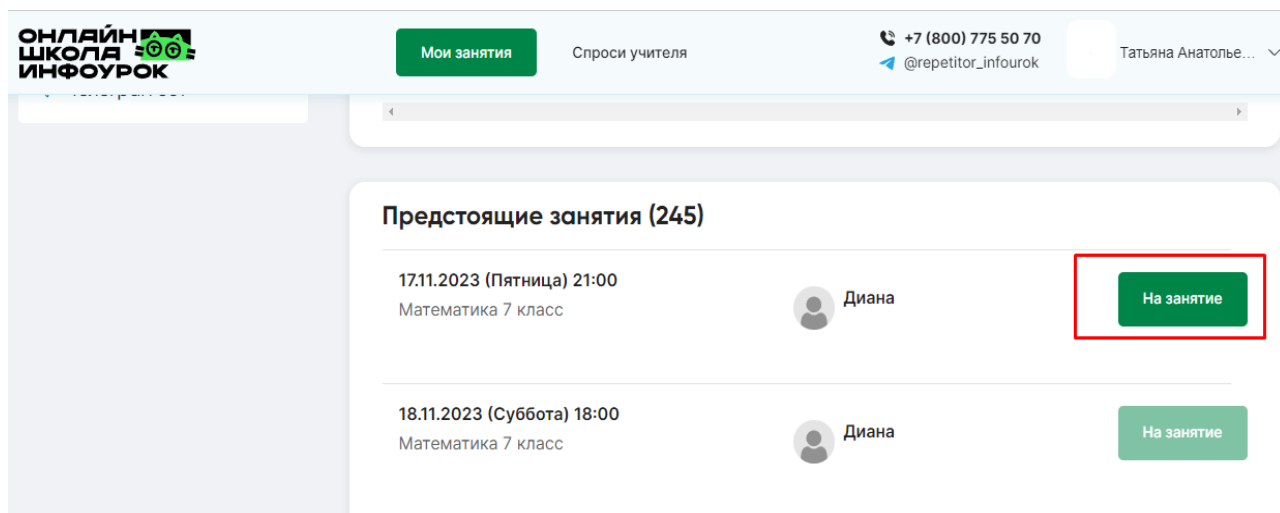 ОНЛАЙН
ШКОЛА
ИНФОУРОК
Мои занятия
Спроси учителя
+7 (800) 775 50 70
@repetitor_infourok
Татьяна Анатолье...
Предстоящие занятия (245)
17.11.2023 (Пятница) 21:00
Математика 7 класс
Диана
На занятие
18.11.2023 (Суббота) 18:00
Математика 7 класс
Диана
На занятие